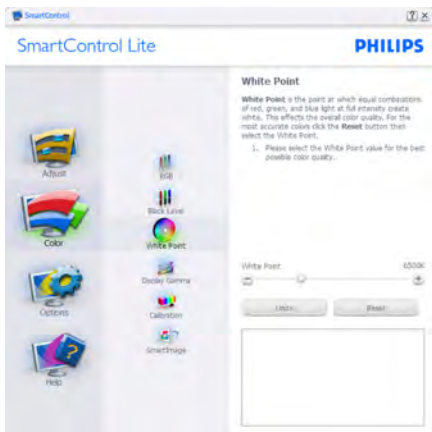 SmartControl
SmartControl Lite
PHILIPS
White Point
White Point is the point at which equal combinations
of red, green, and blue light at full intensity create
white. The effects the overall color quality. For the
most accurate colors click the Reset button then
select the White Point.
1. Please select the White Point value for the best
possible color quality.
Adjust
Color
Options
Help
RGB
Black Level
White Point
Display Gamma
Calibration
SmartImage
White Point 6500K
Undo
Reset